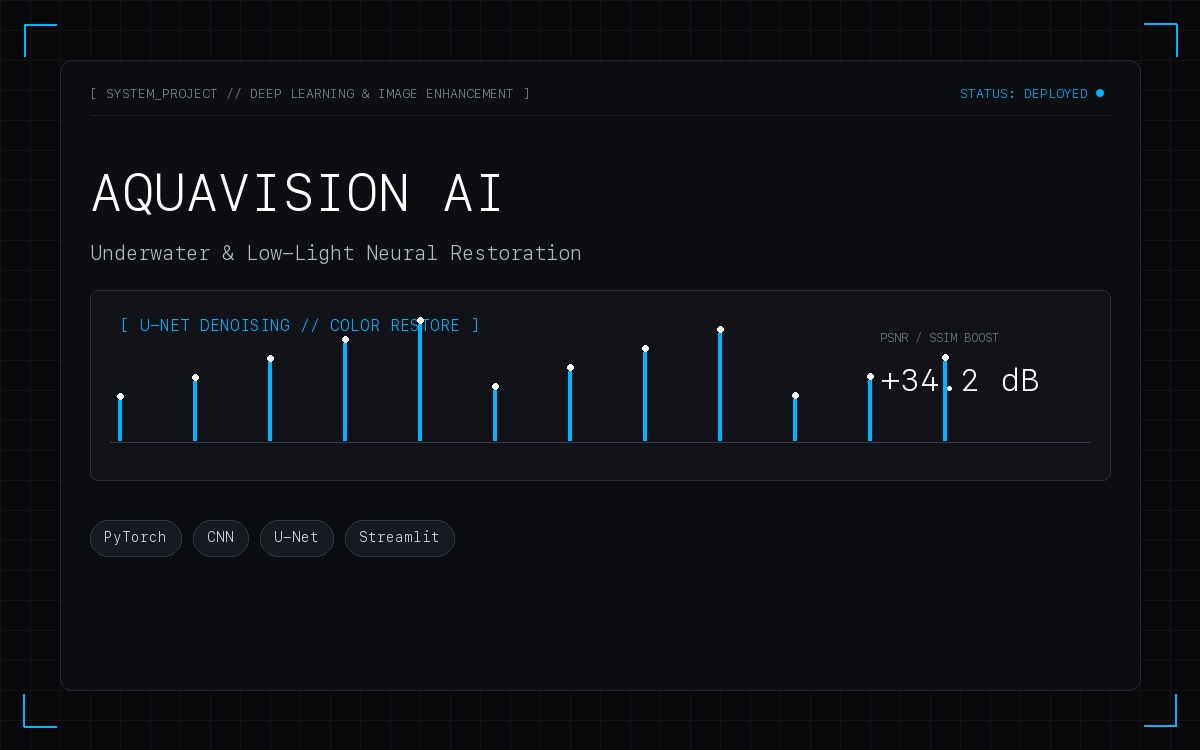 [ SYSTEM_PROJECT // DEEP LEARNING & IMAGE ENHANCEMENT ]
STATUS: DEPLOYED
AQUAVISION AI
Underwater & Low-Light Neural Restoration
[ U-NET DENOISING // COLOR RESTORE ]
PSNR / SSIM BOOST
+34.2 dB
PyTorch
CNN
U-Net
Streamlit